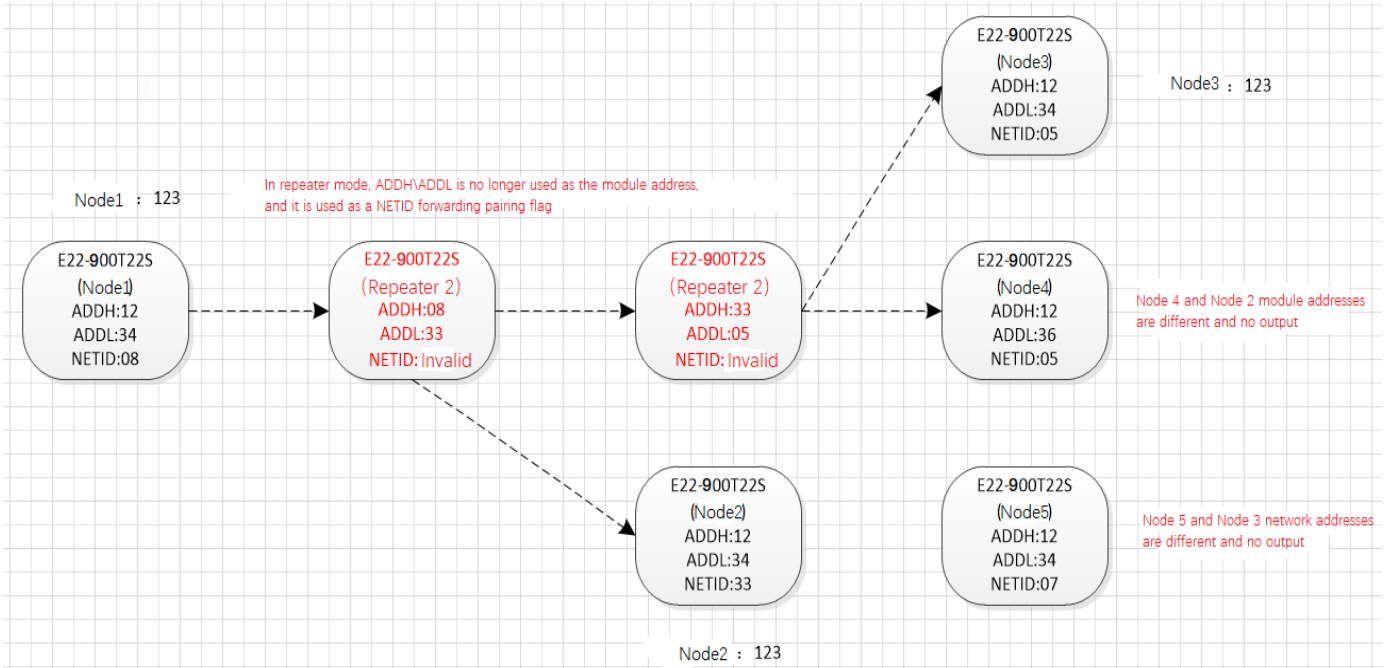 E22-900T22S
(Node3)
ADDH:12
ADDL:34
NETID:05
Node3 : 123
In repeater mode, ADDH\ADDL is no longer used as the module address,
and it is used as a NETID forwarding pairing flag
Node1 : 123
E22-900T22S
(Node1)
ADDH:12
ADDL:34
NETID:08
E22-900T22S
(Repeater 2)
ADDH:08
ADDL:33
NETID: Invalid
E22-900T22S
(Repeater 2)
ADDH:33
ADDL:05
NETID: Invalid
E22-900T22S
(Node4)
ADDH:12
ADDL:36
NETID:05
Node 4 and Node 2 module addresses
are different and no output
E22-900T22S
(Node2)
ADDH:12
ADDL:34
NETID:33
E22-900T22S
(Node5)
ADDH:12
ADDL:34
NETID:07
Node 5 and Node 3 network addresses
are different and no output
Node2 : 123